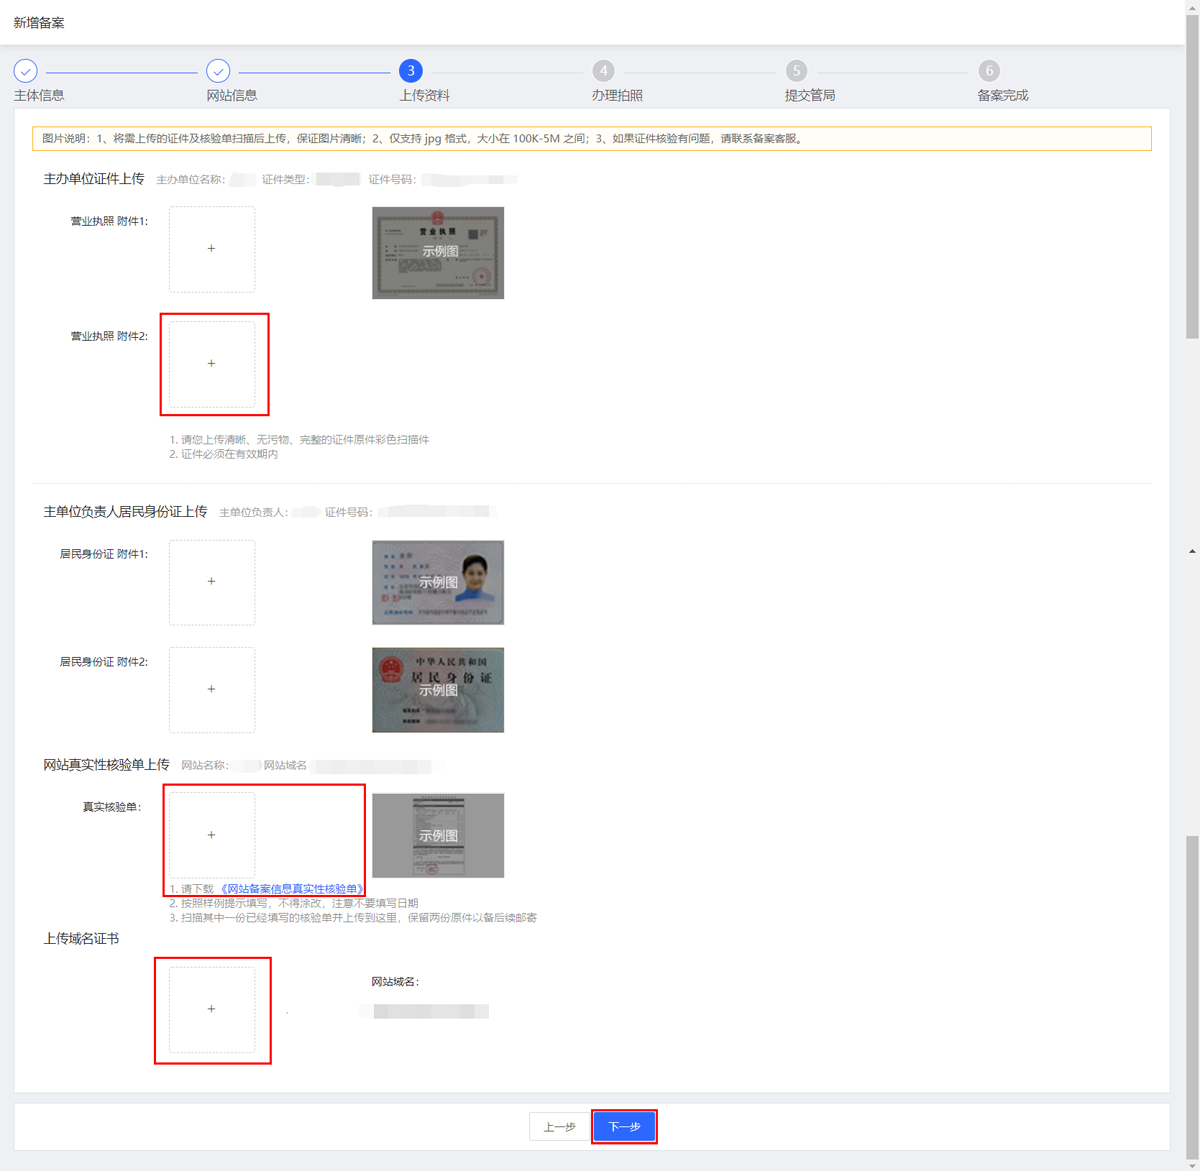 新增备案
3
4
5
6
主体信息
网站信息
上传资料
办理拍照
提交管局
备案完成
图片说明：1、将需上传的证件及核验单扫描后上传，保证图片清晰；2、仅支持 jpg 格式，大小在 100K-5M 之间；3、如果证件核验有问题，请联系备案客服。
主办单位证件上传 主办单位名称： 证件类型： 证件号码：
营业执照 附件1:
+
营业执照
示例图
营业执照 附件2:
+
1. 请您上传清晰、无污物、完整的证件原件彩色扫描件
2. 证件必须在有效期内
主单位负责人居民身份证上传 主单位负责人： 证件号码：
居民身份证 附件1:
+
示例图
居民身份证 附件2:
+
中华人民共和国
居民身份证
示例图
网站真实性核验单上传 网站名称: 网站域名
真实核验单:
+
示例图
1. 请下载 《网站备案信息真实性核验单》
2. 按照样例提示填写，不得涂改，注意不要填写日期
3. 扫描其中一份已经填写的核验单并上传到这里，保留两份原件以备后续邮寄
上传域名证书
+
网站域名:
上一步
下一步